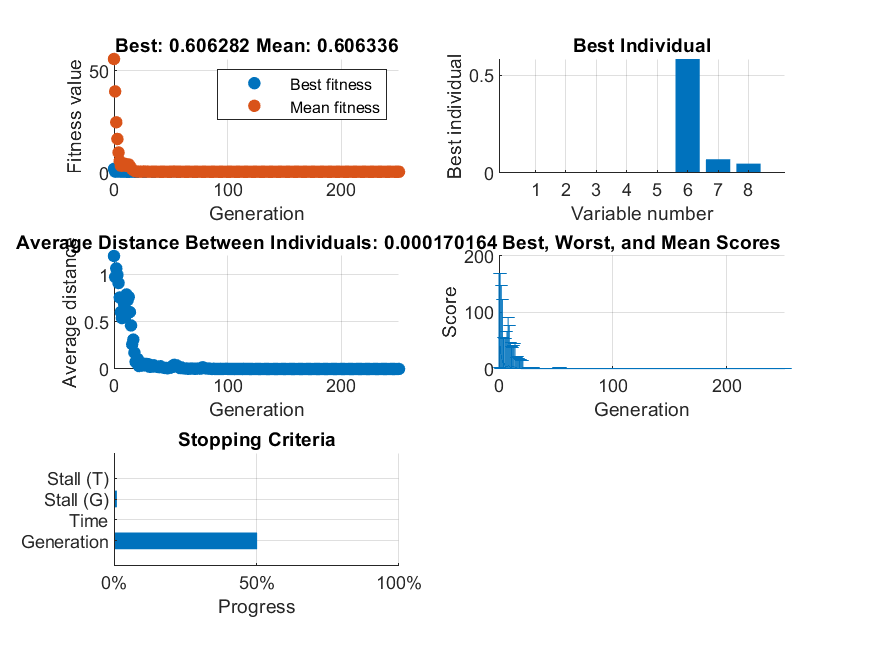 Best: 0.606282 Mean: 0.606336
Fitness value
50
0
Best fitness
Mean fitness
0 100 200
Generation
Best Individual
Best individual
0.5
0
1 2 3 4 5 6 7 8
Variable number
Average Distance Between Individuals: 0.000170164
Average distance
1
0.5
0
0 100 200
Generation
Best, Worst, and Mean Scores
Score
200
100
0
0 100 200
Generation
Stopping Criteria
Stall (T)
Stall (G)
Time
Generation
0% 50% 100%
Progress